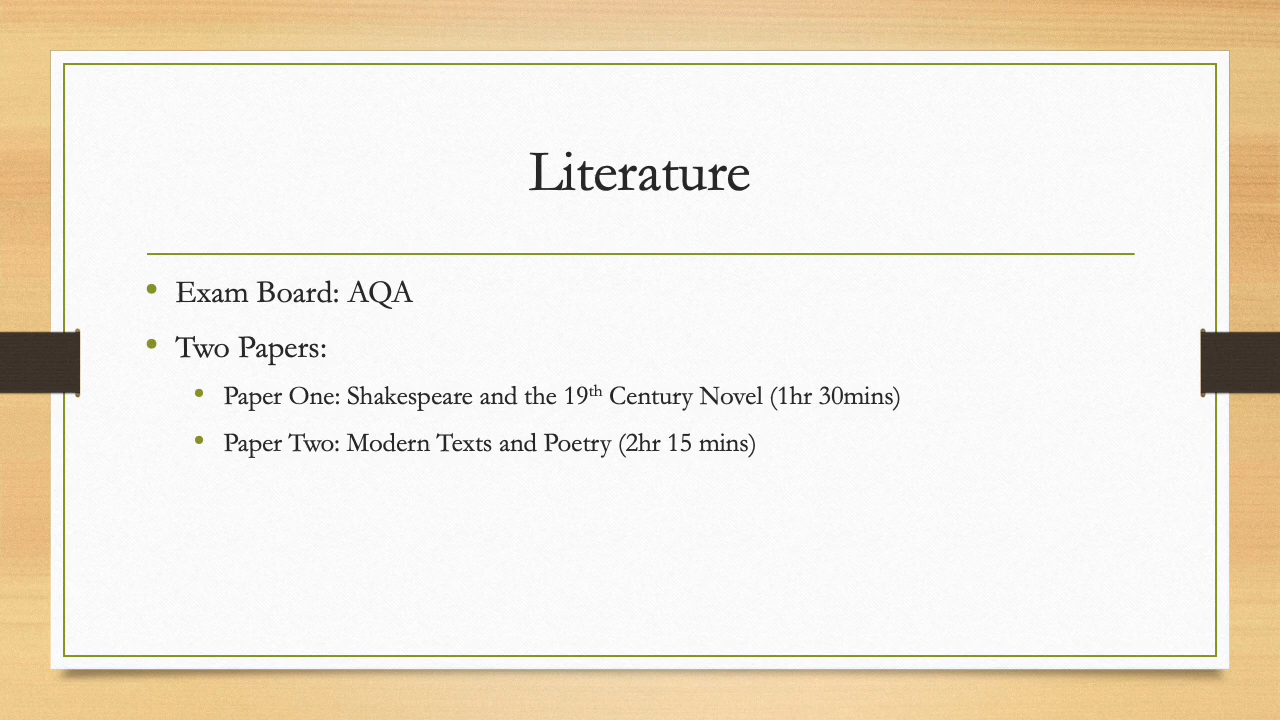 Literature
Exam Board: AQA
Two Papers:
Paper One: Shakespeare and the 19th Century Novel (1hr 30mins)
Paper Two: Modern Texts and Poetry (2hr 15 mins)